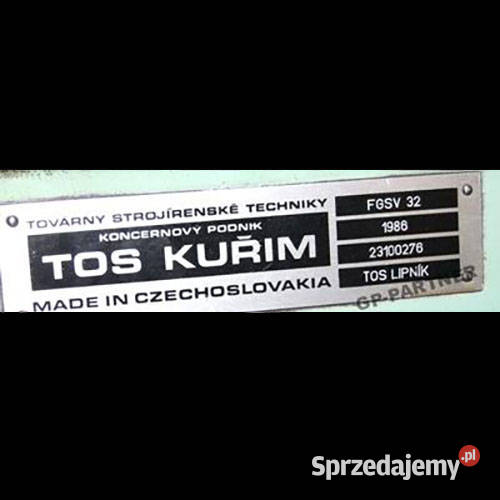 TOVÁRNY STROJÍRENSKÉ TECHNIKY
KONCERNOVÝ PODNIK
TOS KUŘIM
MADE IN CZECHOSLOVAKIA
FGSV 32
1986
23100276
TOS LIPNÍK
GP-PARTNER
Sprzedajemy.pl